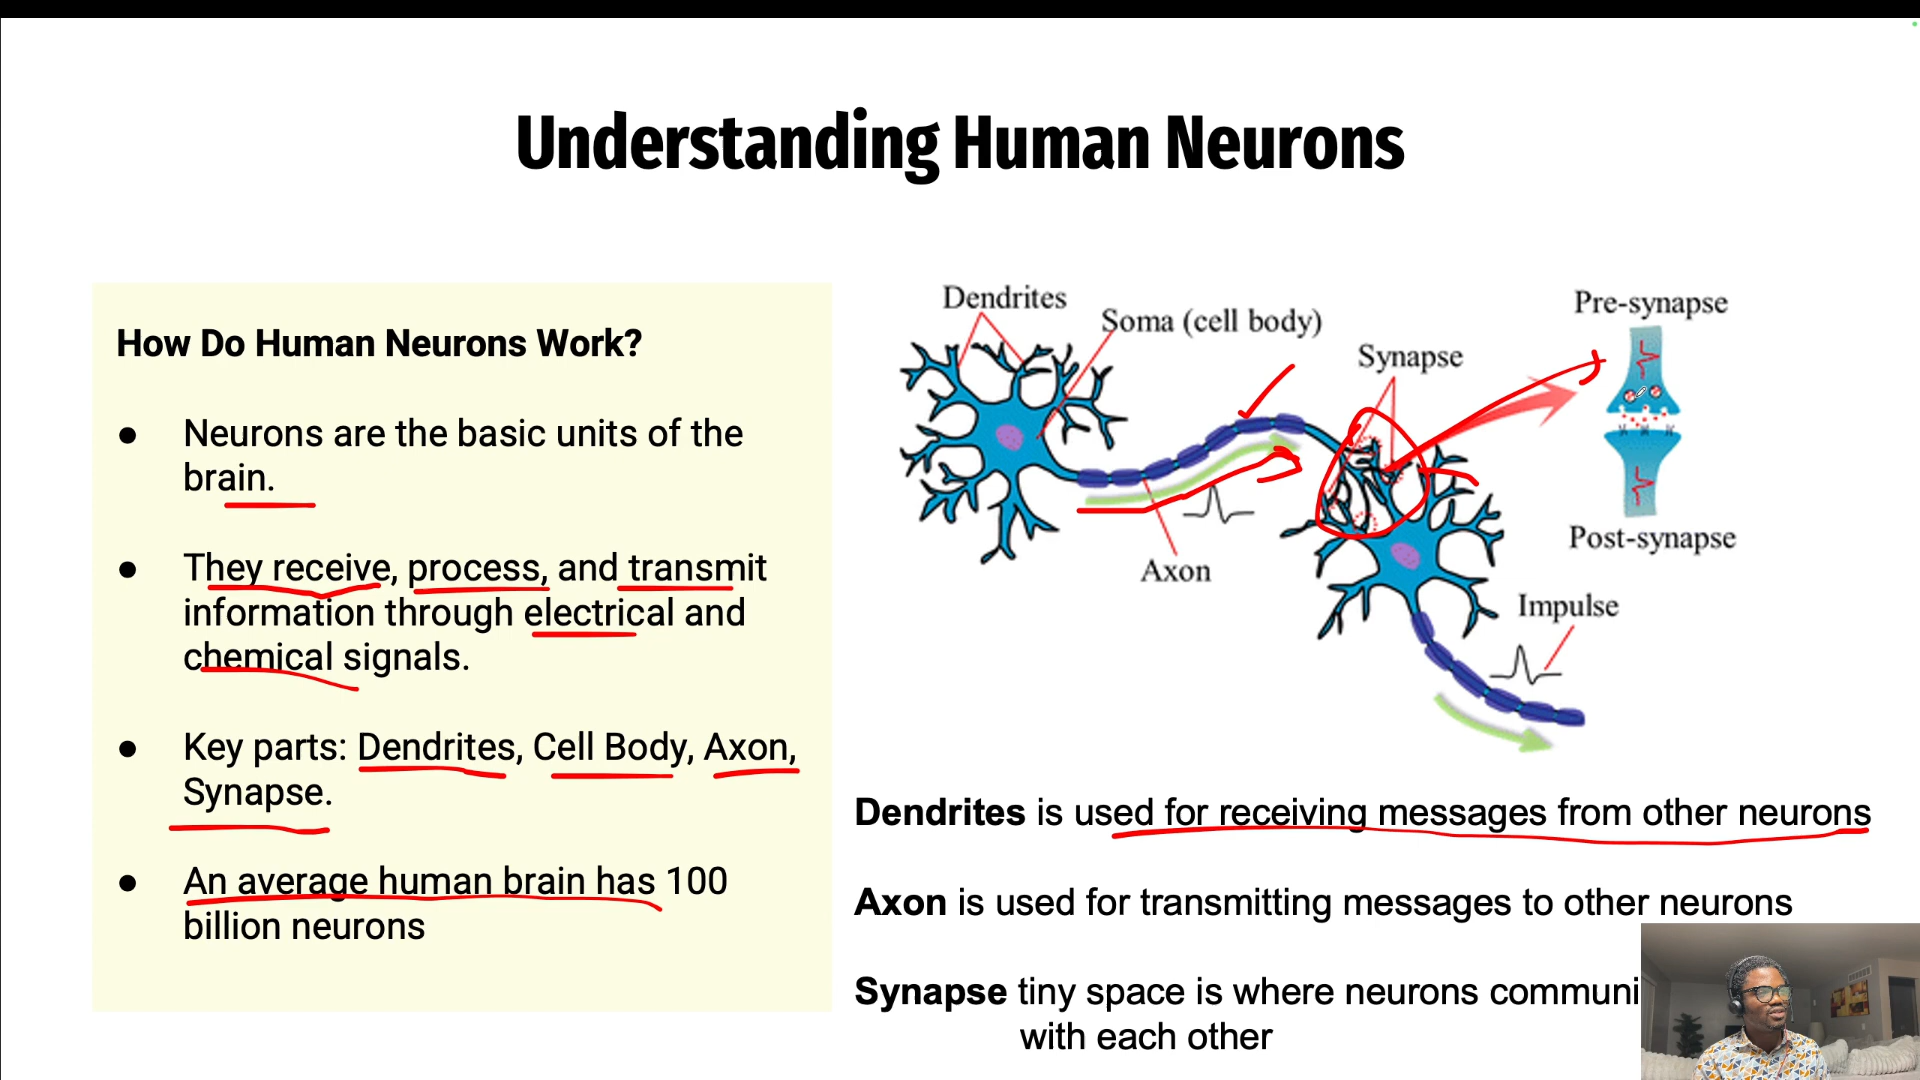 Understanding Human Neurons
How Do Human Neurons Work?
● Neurons are the basic units of the
brain.
● They receive, process, and transmit
information through electrical and
chemical signals.
● Key parts: Dendrites, Cell Body, Axon,
Synapse.
● An average human brain has 100
billion neurons
Dendrites
Soma (cell body)
Synapse
Pre-synapse
Post-synapse
Axon
Impulse
Dendrites is used for receiving messages from other neurons
Axon is used for transmitting messages to other neurons
Synapse tiny space is where neurons communi
with each other